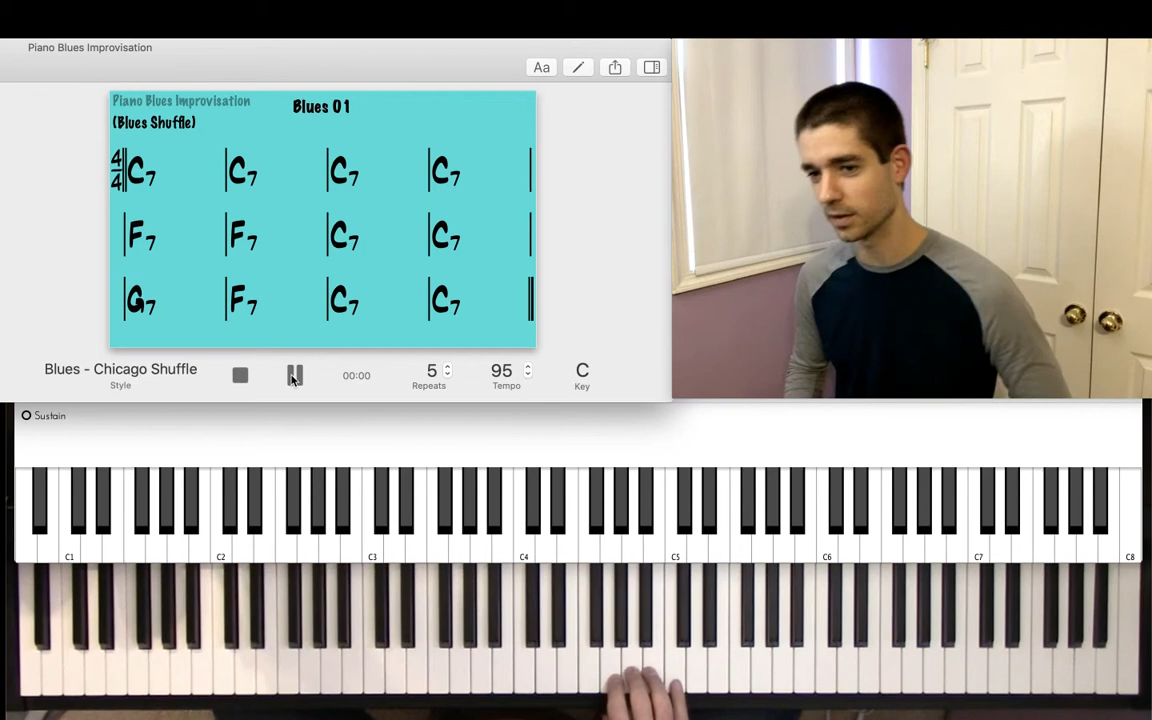 Piano Blues Improvisation
Aa
Piano Blues Improvisation
Blues 01
(Blues Shuffle)
4/4 C7 C7 C7 C7
F7 F7 C7 C7
G7 F7 C7 C7
Blues - Chicago Shuffle 00:00 5 95 C
Style Repeats Tempo Key
Sustain
C1 C2 C3 C4 C5 C6 C7 C8